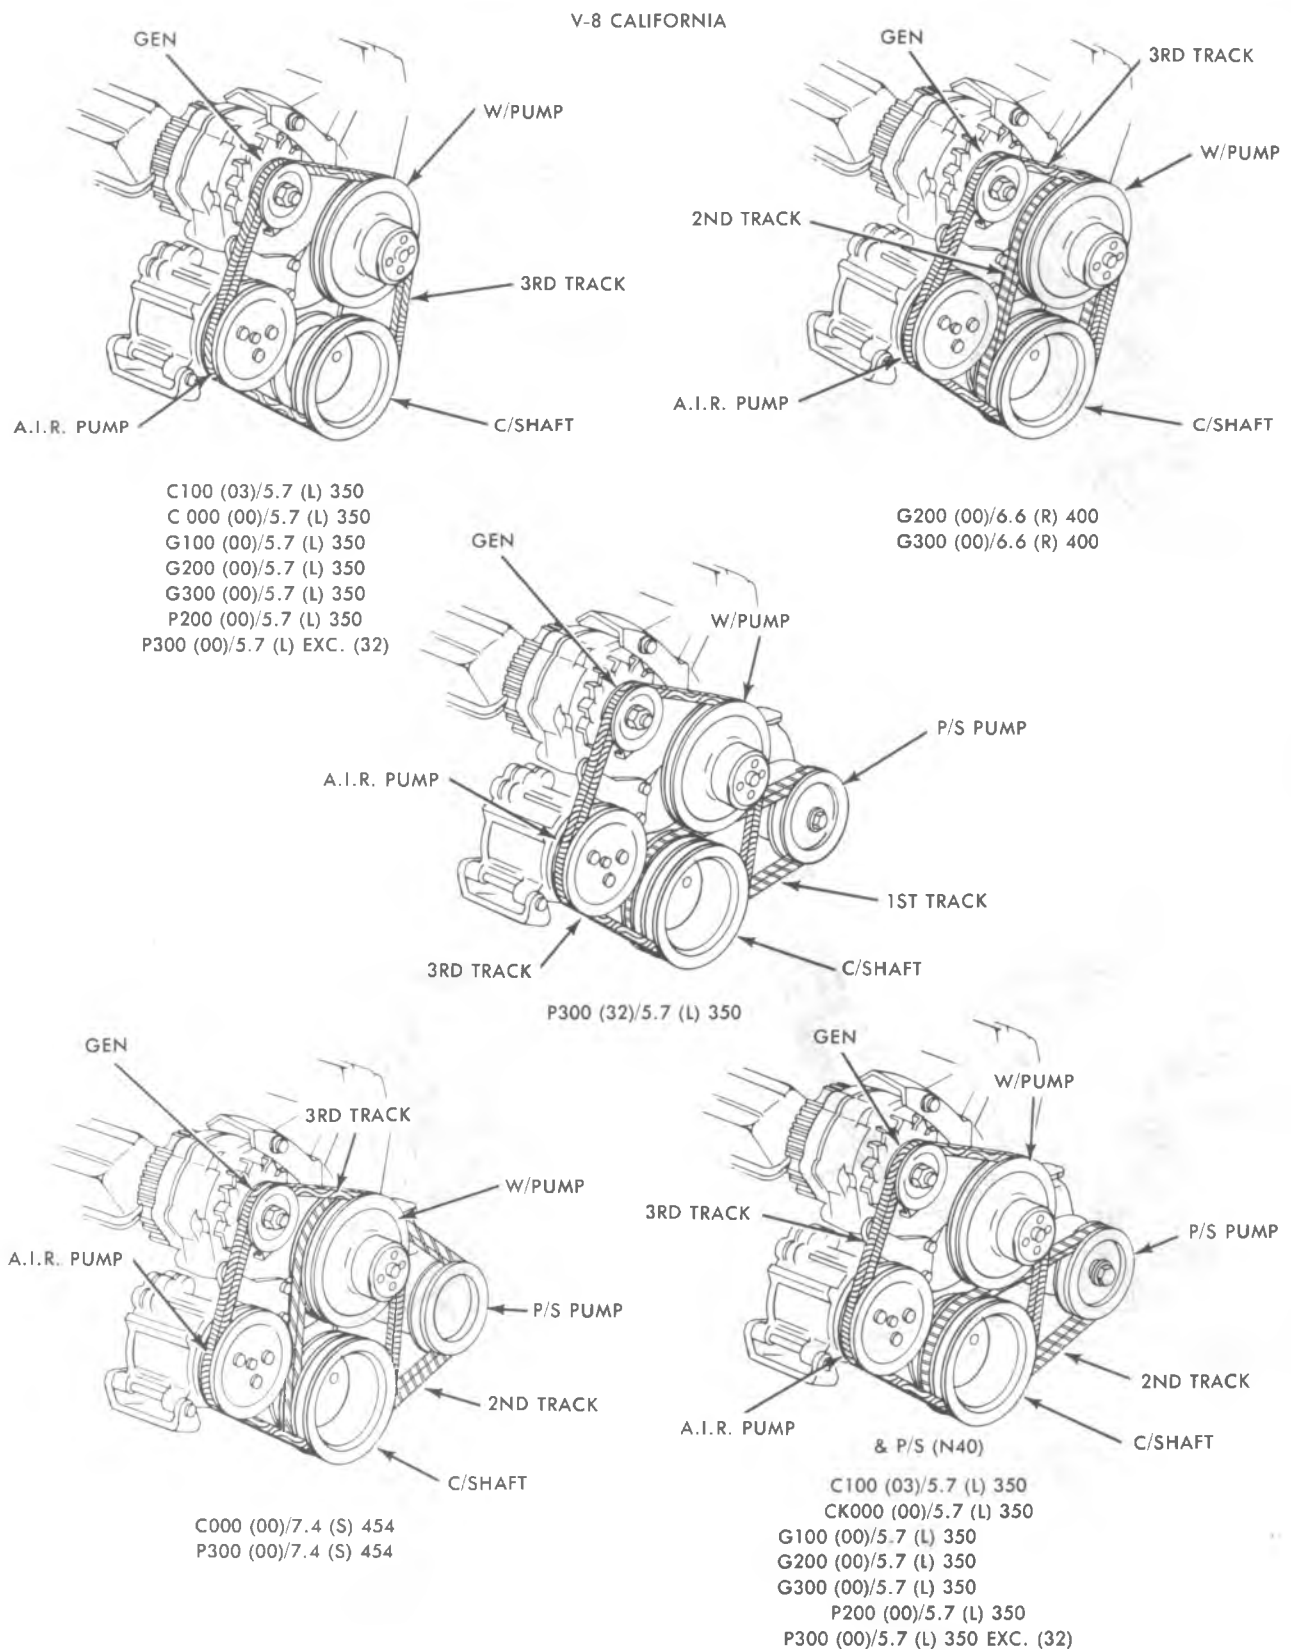 V-8 CALIFORNIA
GEN
W/PUMP
3RD TRACK
A.I.R. PUMP
C/SHAFT
C100 (03)/5.7 (L) 350
C 000 (00)/5.7 (L) 350
G100 (00)/5.7 (L) 350
G200 (00)/5.7 (L) 350
G300 (00)/5.7 (L) 350
P200 (00)/5.7 (L) 350
P300 (00)/5.7 (L) EXC. (32)
GEN
3RD TRACK
W/PUMP
2ND TRACK
A.I.R. PUMP
C/SHAFT
G200 (00)/6.6 (R) 400
G300 (00)/6.6 (R) 400
GEN
W/PUMP
P/S PUMP
A.I.R. PUMP
1ST TRACK
3RD TRACK
C/SHAFT
P300 (32)/5.7 (L) 350
GEN
3RD TRACK
W/PUMP
A.I.R. PUMP
P/S PUMP
2ND TRACK
C/SHAFT
C000 (00)/7.4 (S) 454
P300 (00)/7.4 (S) 454
GEN
W/PUMP
3RD TRACK
P/S PUMP
2ND TRACK
A.I.R. PUMP
C/SHAFT
& P/S (N40)
C100 (03)/5.7 (L) 350
CK000 (00)/5.7 (L) 350
G100 (00)/5.7 (L) 350
G200 (00)/5.7 (L) 350
G300 (00)/5.7 (L) 350
P200 (00)/5.7 (L) 350
P300 (00)/5.7 (L) 350 EXC. (32)